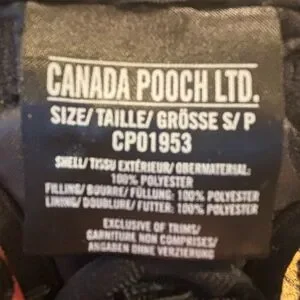 CANADA POOCH LTD.
SIZE/ TAILLE/ GRÖSSE S/ P
CP01953
SHELL/ TISSU EXTÉRIEUR/ OBERMATERIAL:
100% POLYESTER
FILLING/ BOURRE/ FÜLLUNG: 100% POLYESTER
LINING/ DOUBLURE/ FUTTER: 100% POLYESTER
EXCLUSIVE OF TRIMS/
GARNITURE NON COMPRISES/
ANGABEN OHNE VERZIERUNG